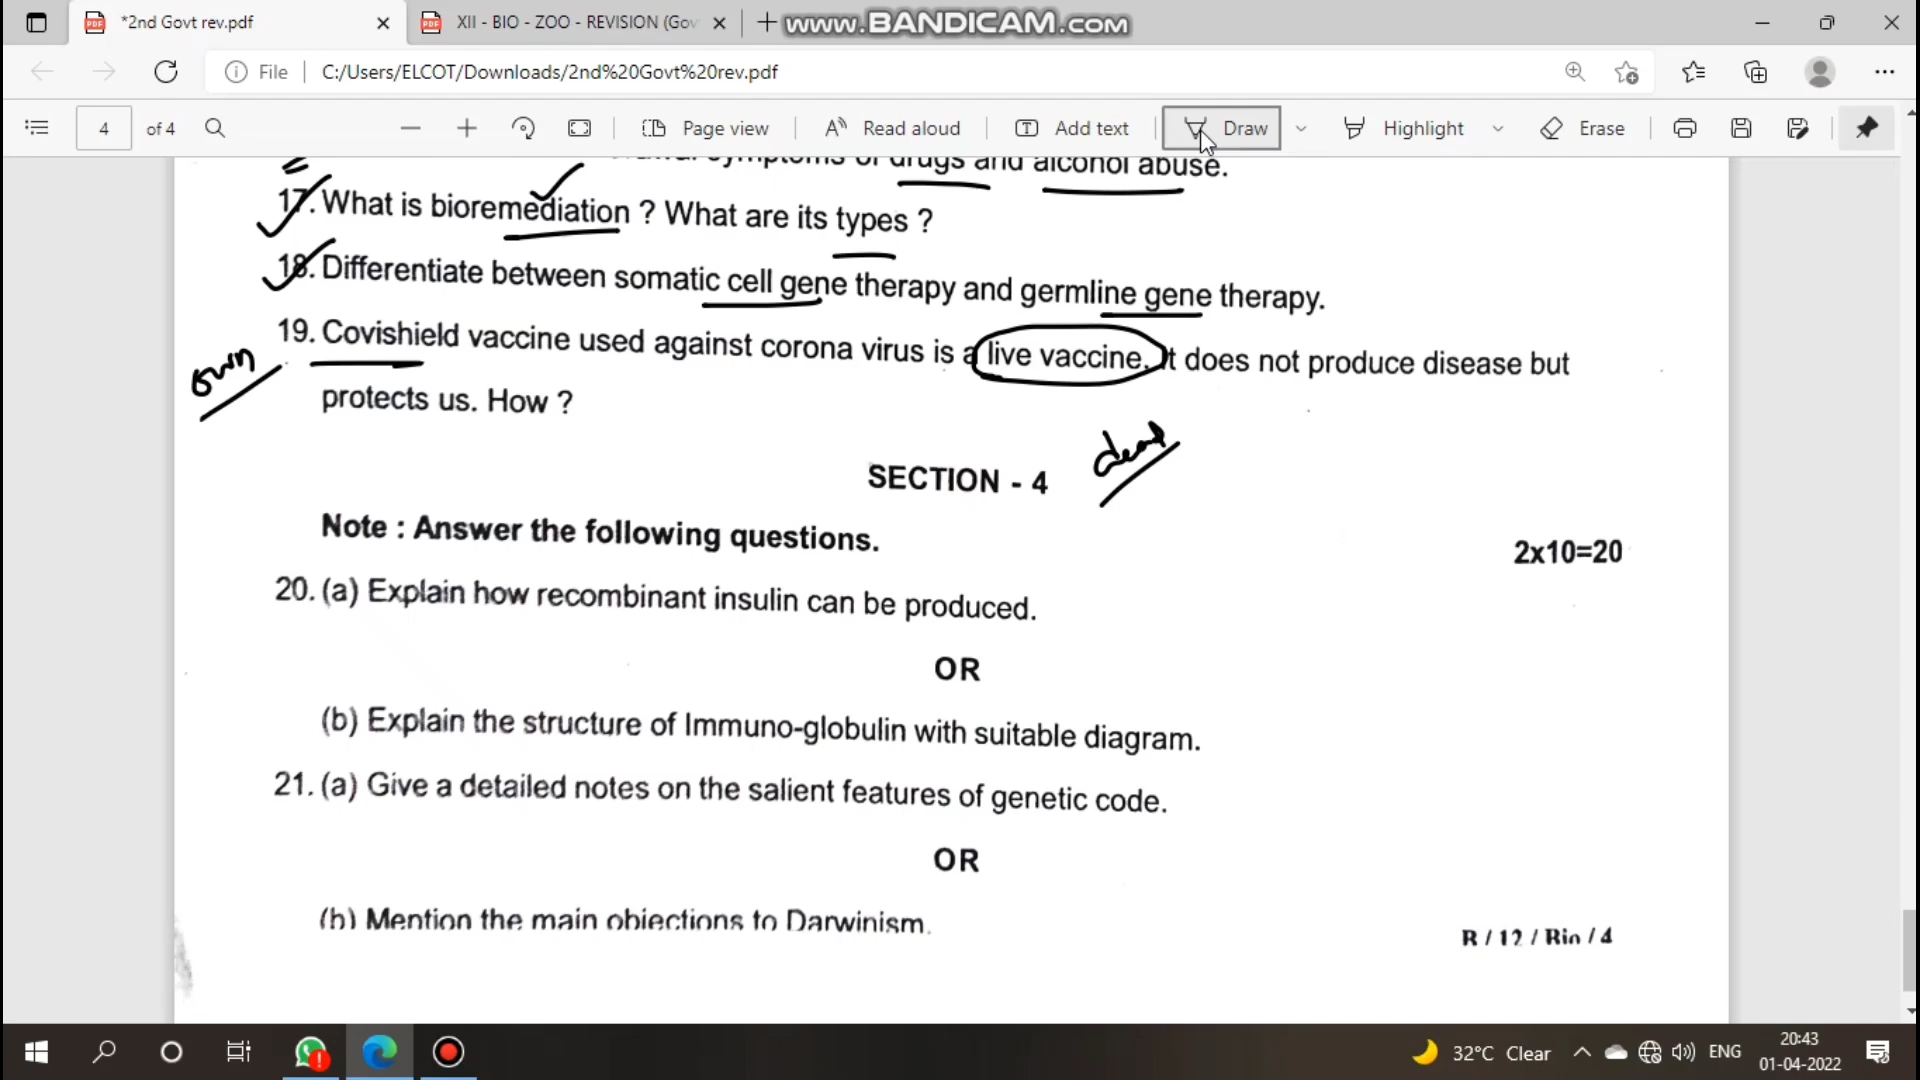 *2nd Govt rev.pdf
XII - BIO - ZOO - REVISION (Gov
www.BANDICAM.com
File
C:/Users/ELCOT/Downloads/2nd%20Govt%20rev.pdf
4 of 4
Page view
Read aloud
Add text
Draw
Highlight
Erase
symptoms of drugs and alcohol abuse.
17. What is bioremediation ? What are its types ?
18. Differentiate between somatic cell gene therapy and germline gene therapy.
19. Covishield vaccine used against corona virus is a live vaccine. It does not produce disease but
protects us. How ?
dead
SECTION - 4
Note : Answer the following questions.
2x10=20
20. (a) Explain how recombinant insulin can be produced.
OR
(b) Explain the structure of Immuno-globulin with suitable diagram.
21. (a) Give a detailed notes on the salient features of genetic code.
OR
(b) Mention the main objections to Darwinism.
R / 12 / Bio / 4
32°C Clear
ENG
20:43
01-04-2022